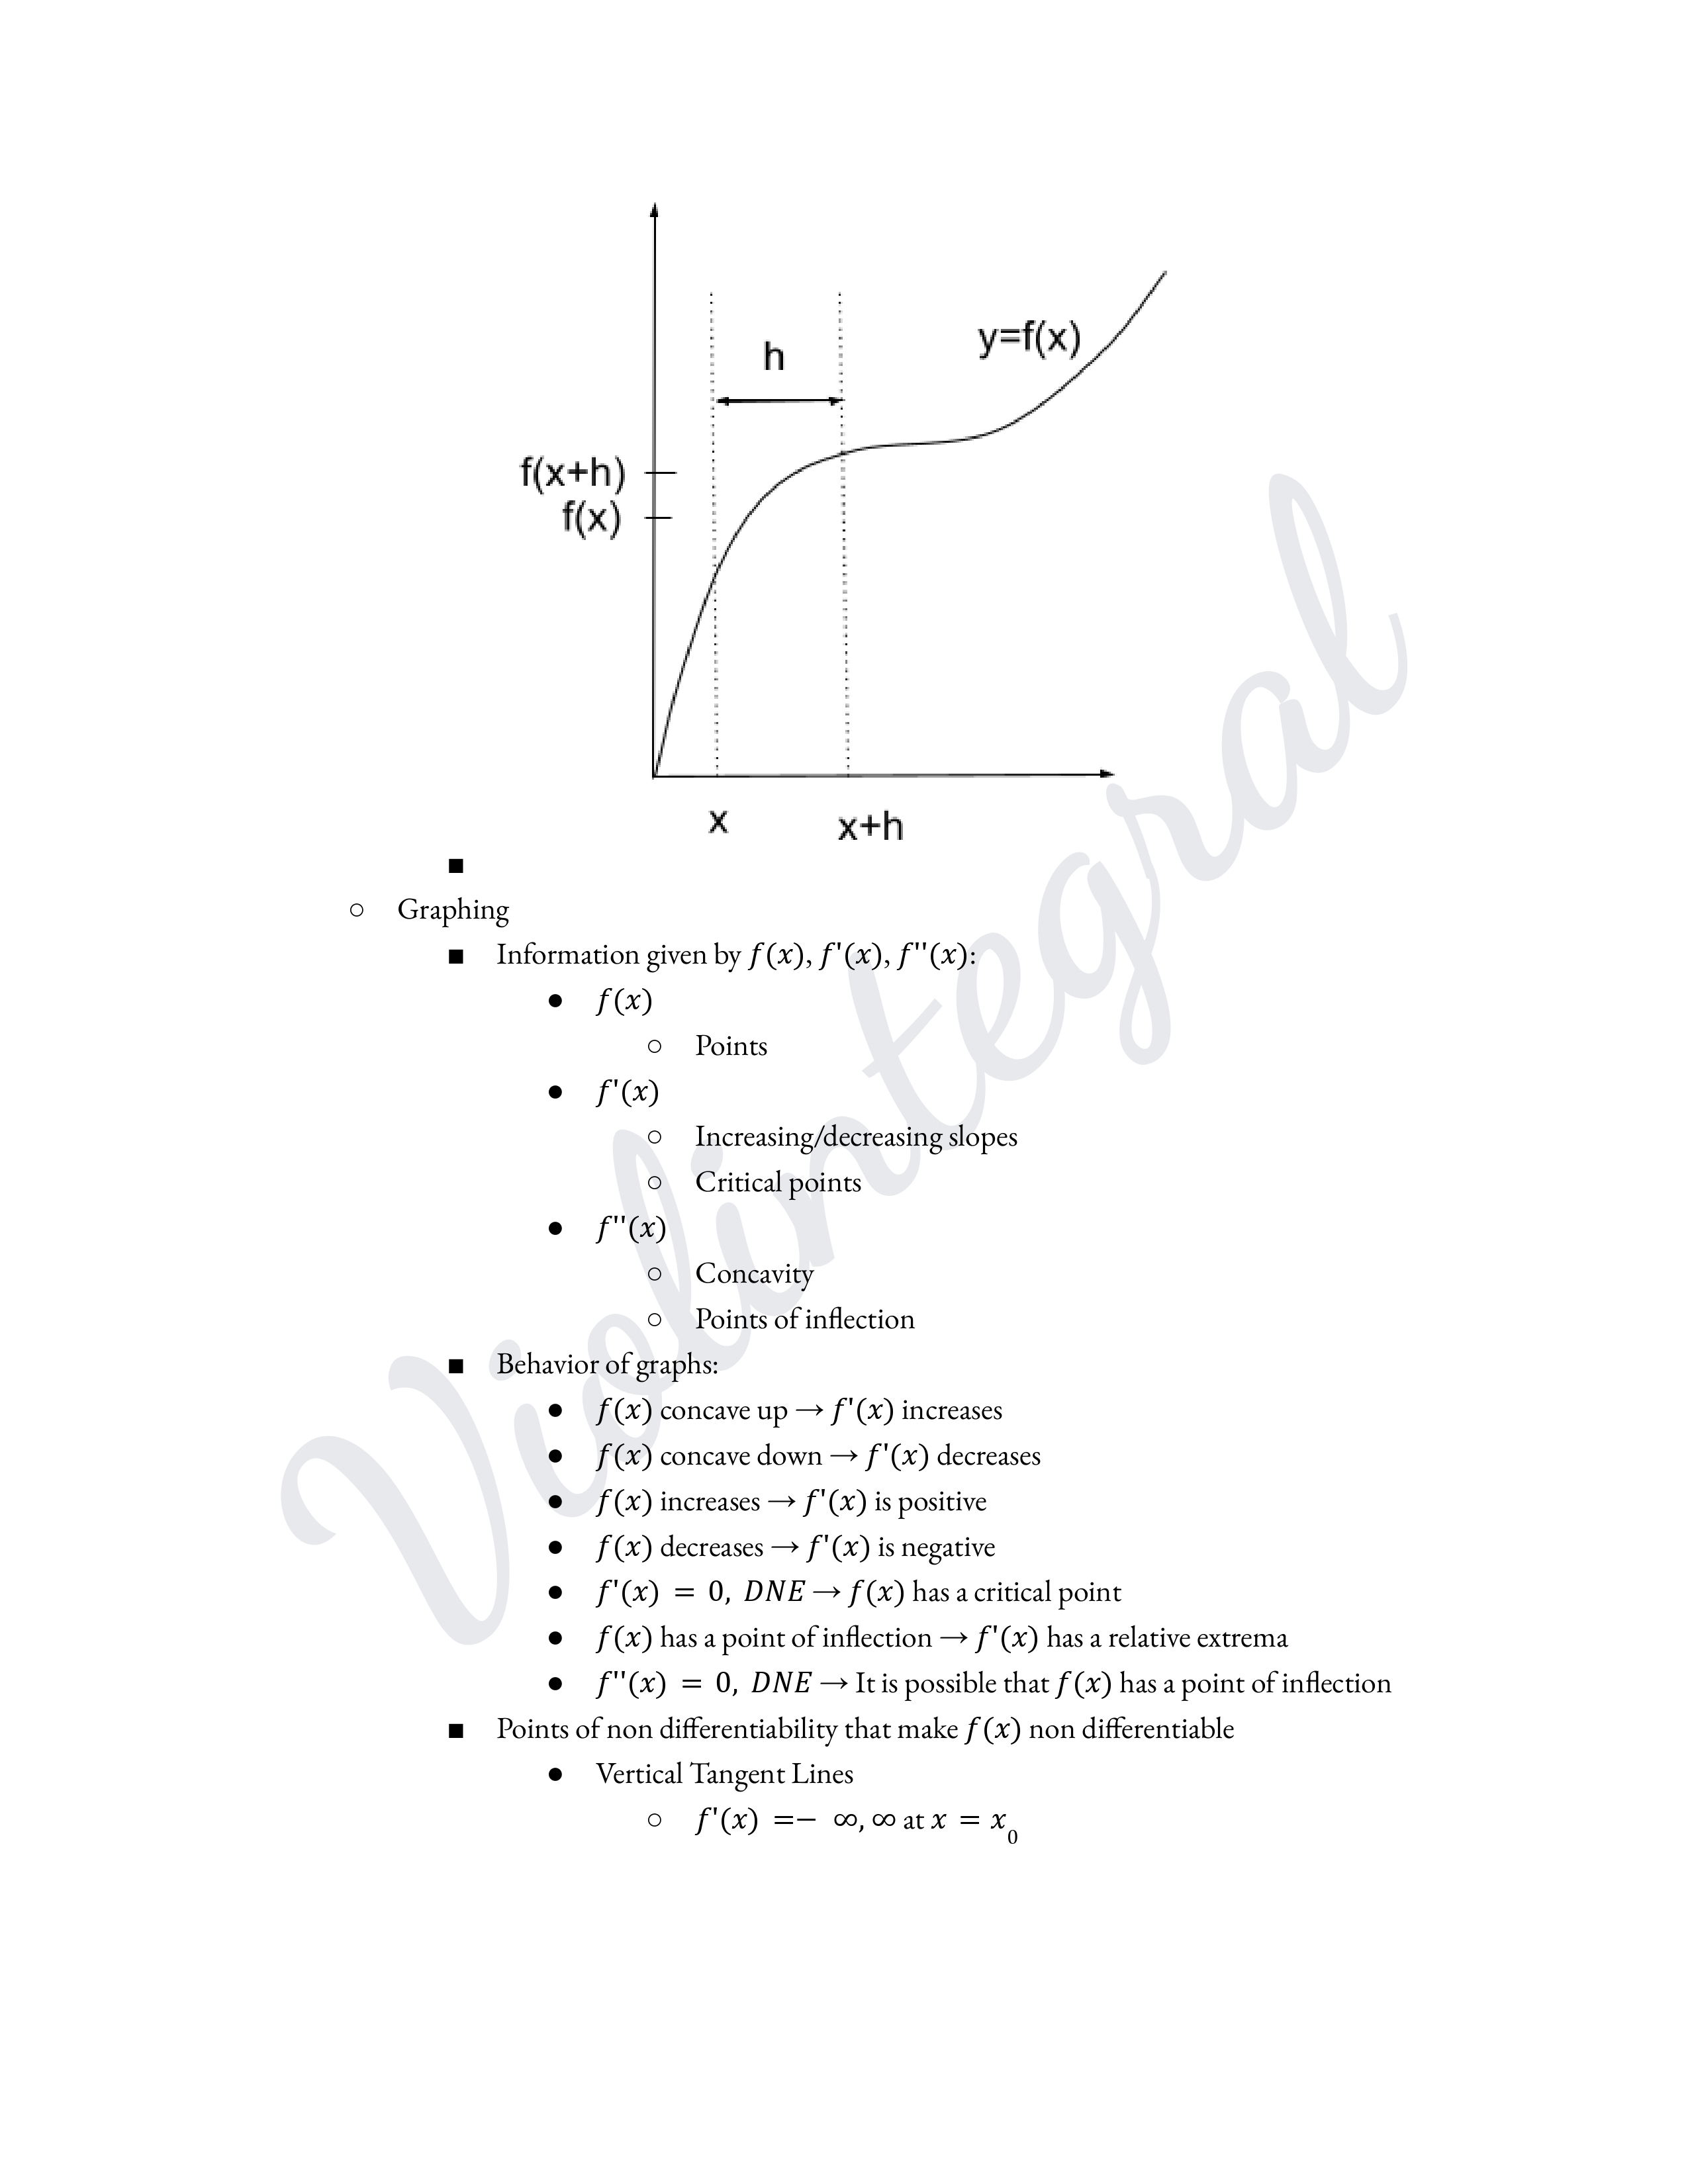 h
y=f(x)
f(x+h)
f(x)
x
x+h
■
○ Graphing
■ Information given by f(x), f'(x), f''(x):
● f(x)
○ Points
● f'(x)
○ Increasing/decreasing slopes
○ Critical points
● f''(x)
○ Concavity
○ Points of inflection
■ Behavior of graphs:
● f(x) concave up → f'(x) increases
● f(x) concave down → f'(x) decreases
● f(x) increases → f'(x) is positive
● f(x) decreases → f'(x) is negative
● f'(x) = 0, DNE → f(x) has a critical point
● f(x) has a point of inflection → f'(x) has a relative extrema
● f''(x) = 0, DNE → It is possible that f(x) has a point of inflection
■ Points of non differentiability that make f(x) non differentiable
● Vertical Tangent Lines
○ f'(x) =− ∞, ∞ at x = x₀
Violintegral